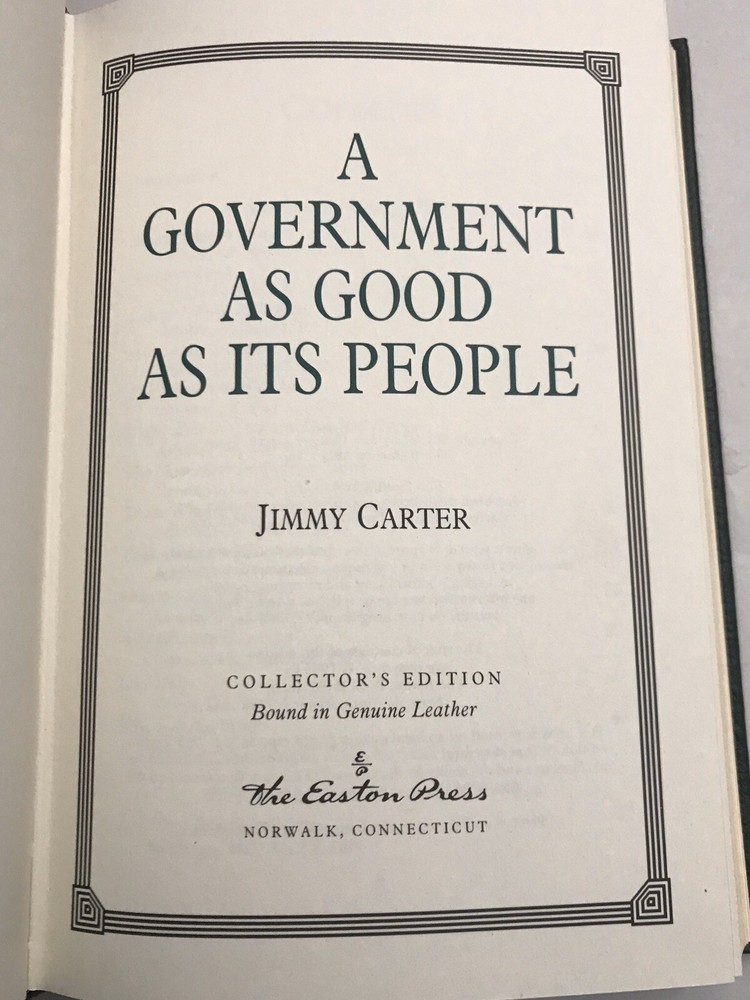 A
GOVERNMENT
AS GOOD
AS ITS PEOPLE
JIMMY CARTER
COLLECTOR'S EDITION
Bound in Genuine Leather
E
P
The Easton Press
NORWALK, CONNECTICUT